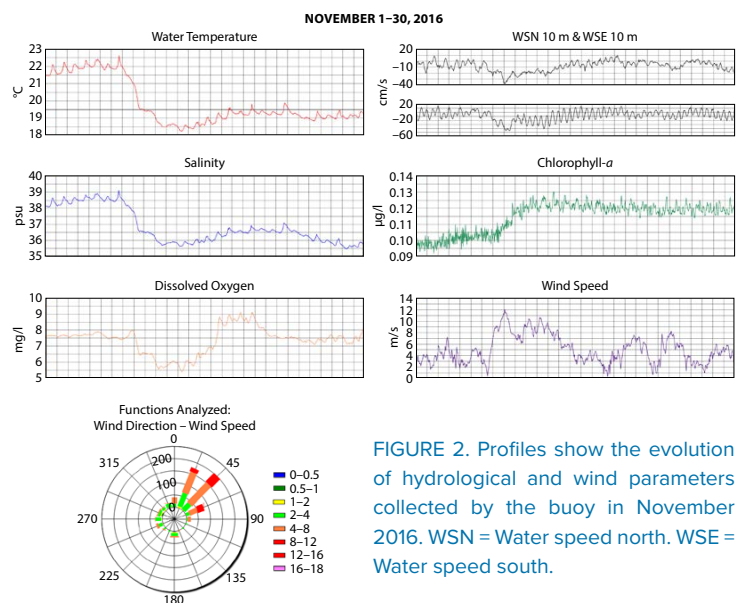 NOVEMBER 1–30, 2016
Water Temperature
23
22
21
20
19
18
°C
WSN 10 m & WSE 10 m
20
−10
−40
20
−20
−60
cm/s
Salinity
40
39
38
37
36
35
psu
Chlorophyll-a
0.14
0.13
0.12
0.11
0.10
0.09
µg/l
Dissolved Oxygen
10
9
8
7
6
5
mg/l
Wind Speed
14
12
10
8
6
4
2
0
m/s
Functions Analyzed:
Wind Direction – Wind Speed
0
45
90
135
180
225
270
315
200
100
0
0–0.5
0.5–1
1–2
2–4
4–8
8–12
12–16
16–18
FIGURE 2. Profiles show the evolution
of hydrological and wind parameters
collected by the buoy in November
2016. WSN = Water speed north. WSE =
Water speed south.